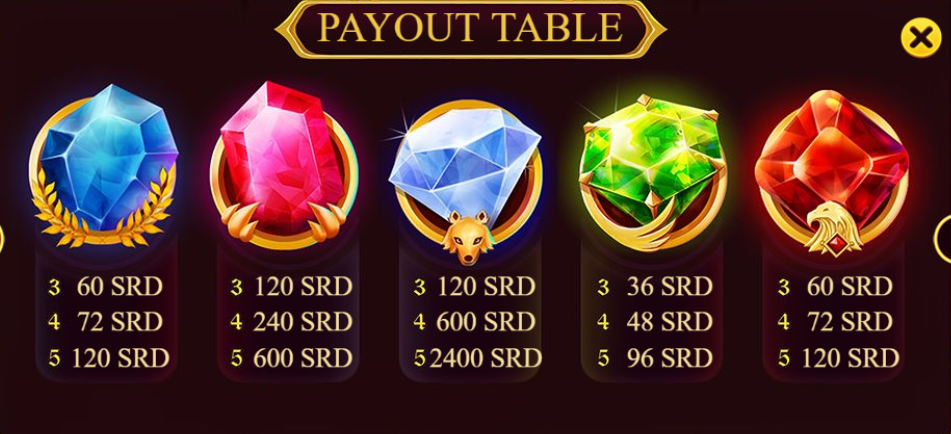 PAYOUT TABLE
3 60 SRD
4 72 SRD
5 120 SRD
3 120 SRD
4 240 SRD
5 600 SRD
3 120 SRD
4 600 SRD
5 2400 SRD
3 36 SRD
4 48 SRD
5 96 SRD
3 60 SRD
4 72 SRD
5 120 SRD